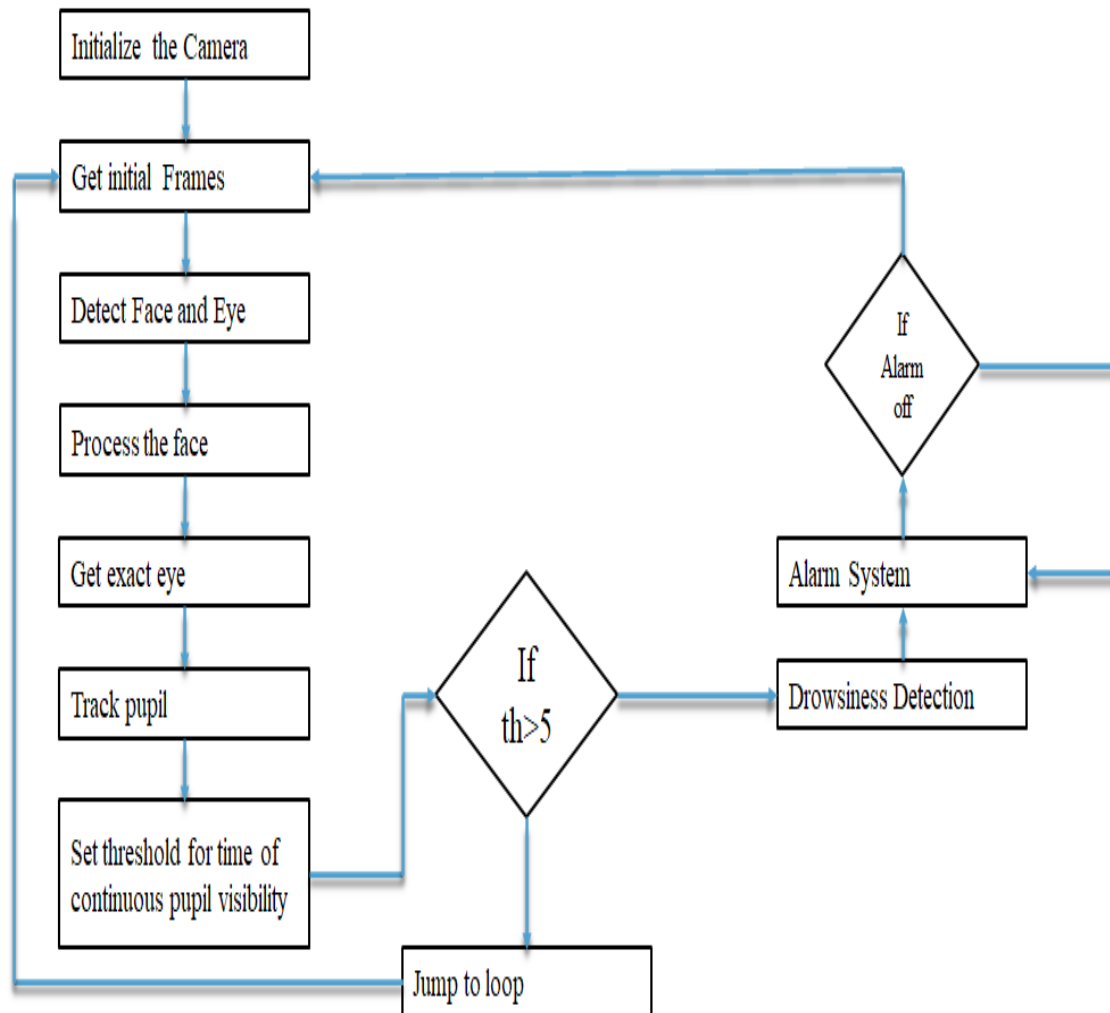 Initialize the Camera
Get initial Frames
Detect Face and Eye
Process the face
Get exact eye
Track pupil
Set threshold for time of
continuous pupil visibility
If
th>5
Jump to loop
Drowsiness Detection
Alarm System
If
Alarm
off